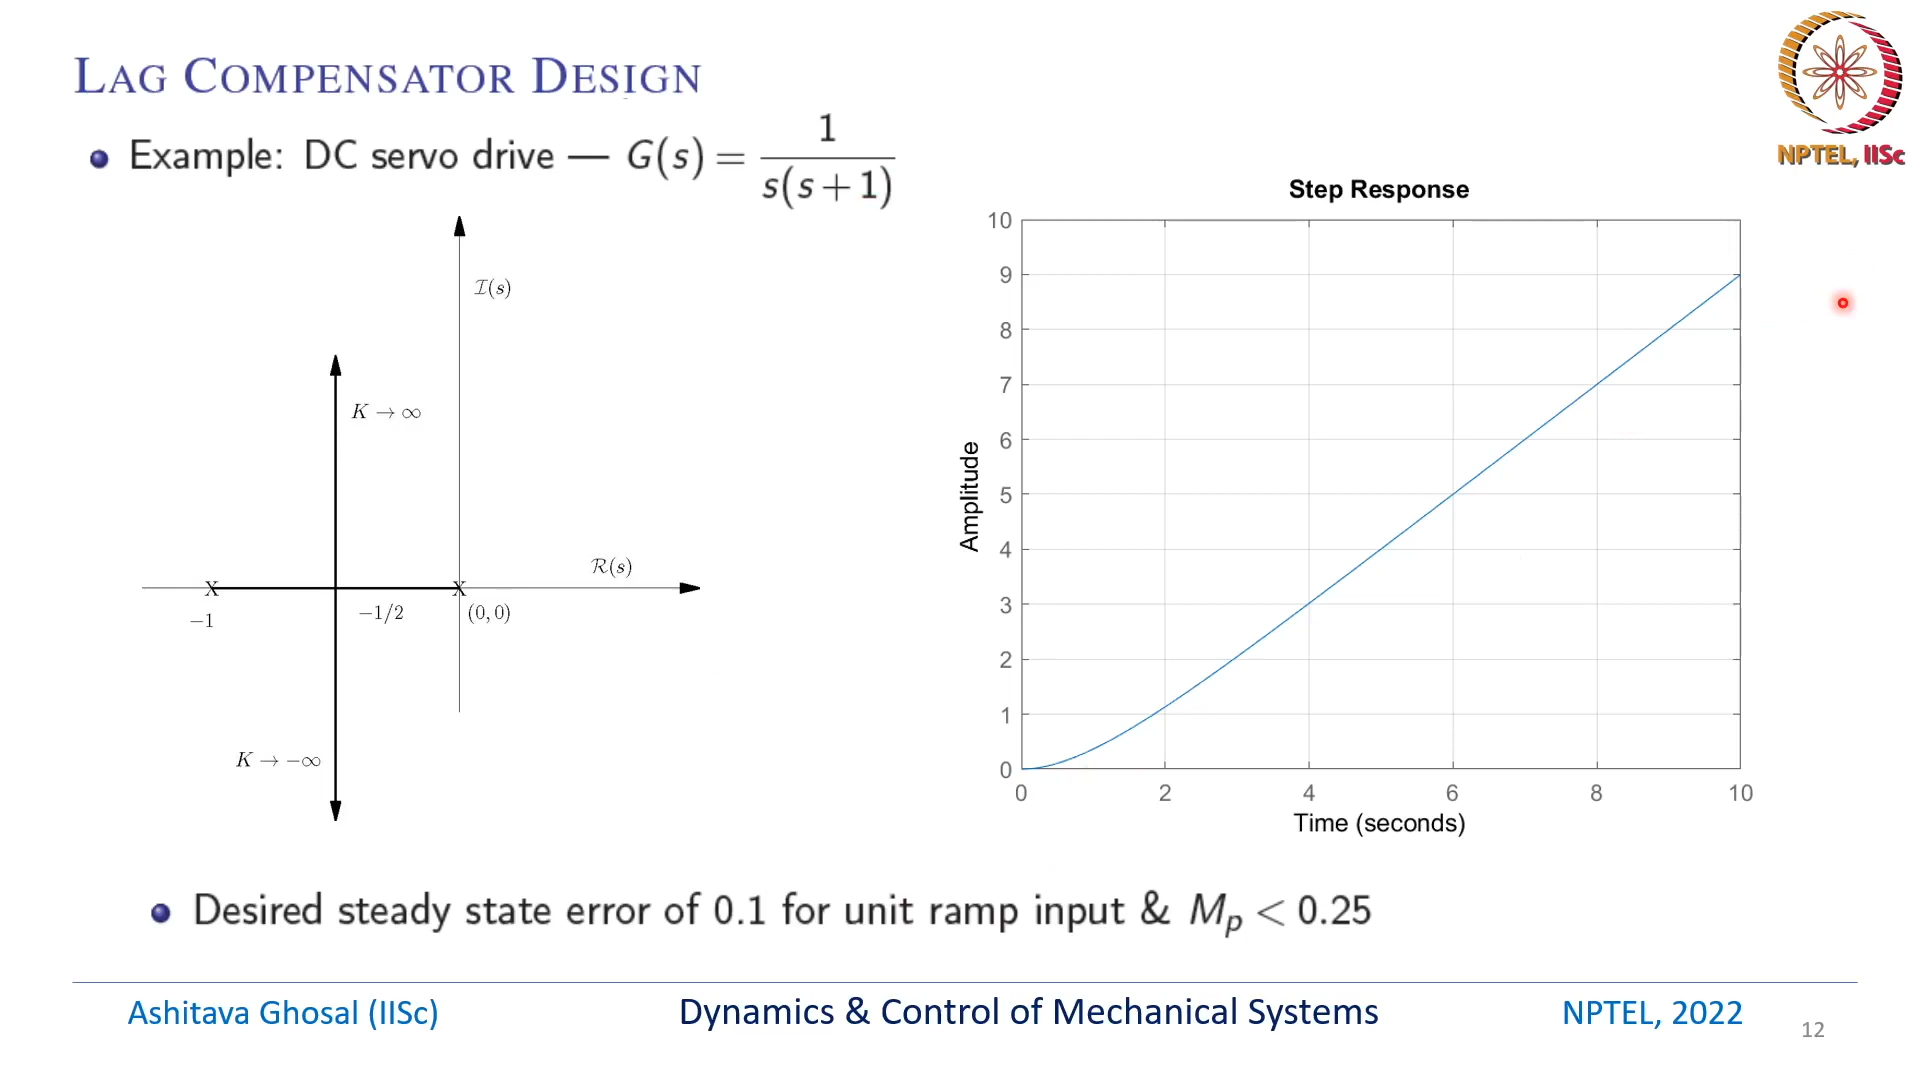 LAG COMPENSATOR DESIGN
Example: DC servo drive — G(s) = 1 / s(s+1)
NPTEL, IISc
I(s)
K → ∞
R(s)
-1
-1/2
(0, 0)
K → -∞
Step Response
Amplitude
10
9
8
7
6
5
4
3
2
1
0
0 2 4 6 8 10
Time (seconds)
Desired steady state error of 0.1 for unit ramp input & Mp < 0.25
Ashitava Ghosal (IISc) Dynamics & Control of Mechanical Systems NPTEL, 2022 12